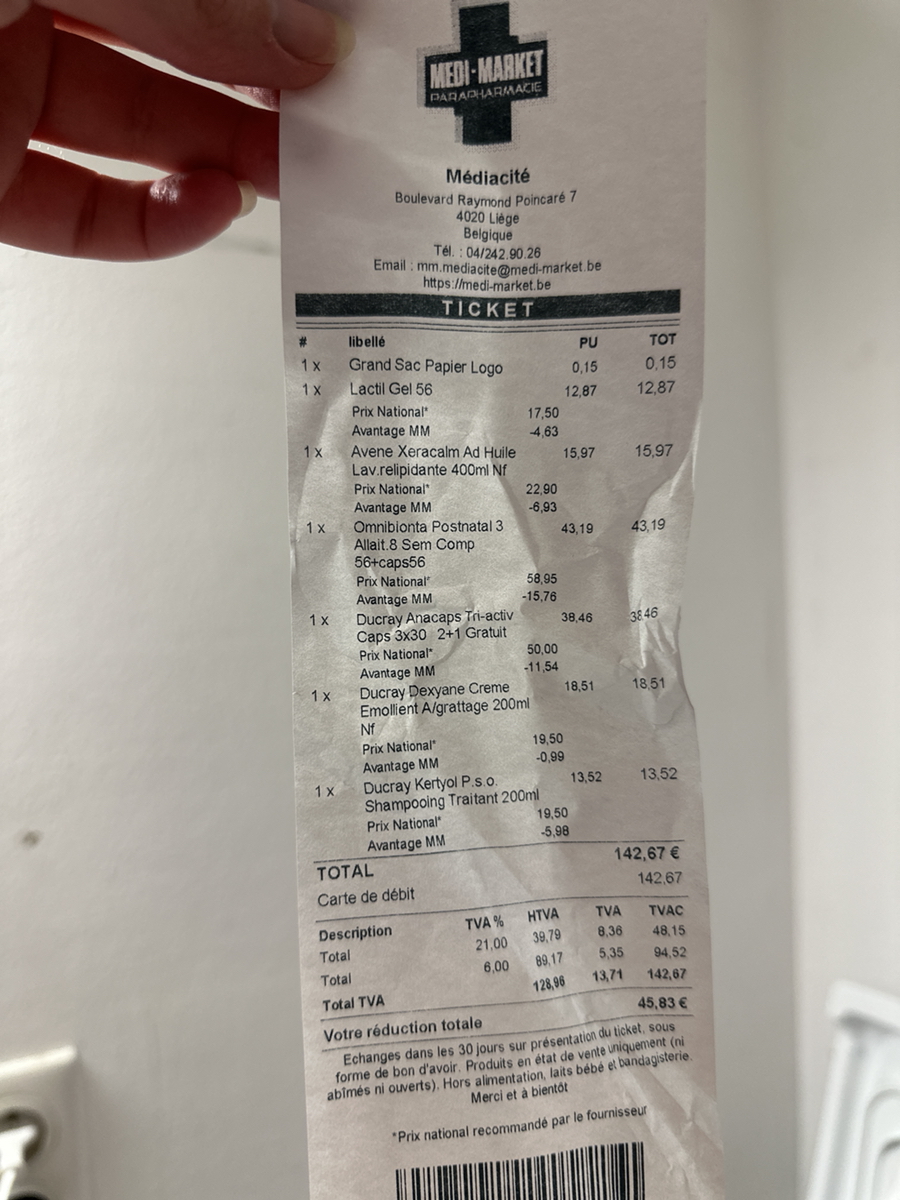 MEDI-MARKET
PARAPHARMACIE
Médiacité
Boulevard Raymond Poincaré 7
4020 Liége
Belgique
Tél. : 04/242.90.26
Email : mm.mediacite@medi-market.be
https://medi-market.be
TICKET
# libellé PU TOT
1 x Grand Sac Papier Logo 0,15 0,15
1 x Lactil Gel 56 12,87 12,87
Prix National* 17,50
Avantage MM -4,63
1 x Avene Xeracalm Ad Huile 15,97 15,97
Lav.relipidante 400ml Nf
Prix National* 22,90
Avantage MM -6,93
1 x Omnibionta Postnatal 3 43,19 43,19
Allait.8 Sem Comp
56+caps56
Prix National* 58,95
Avantage MM -15,76
1 x Ducray Anacaps Tri-activ 38,46 38,46
Caps 3x30 2+1 Gratuit
Prix National* 50,00
Avantage MM -11,54
1 x Ducray Dexyane Creme 18,51 18,51
Emollient A/grattage 200ml
Nf
Prix National* 19,50
Avantage MM -0,99
1 x Ducray Kertyol P.s.o. 13,52 13,52
Shampooing Traitant 200ml
Prix National* 19,50
Avantage MM -5,98
TOTAL 142,67 €
Carte de débit 142,67
Description TVA % HTVA TVA TVAC
Total 21,00 39,79 8,36 48,15
Total 6,00 89,17 5,35 94,52
Total TVA 128,96 13,71 142,67
Votre réduction totale 45,83 €
Echanges dans les 30 jours sur présentation du ticket, sous
forme de bon d'avoir. Produits en état de vente uniquement (ni
abîmés ni ouverts). Hors alimentation, laits bébé et bandagisterie.
Merci et à bientôt
*Prix national recommandé par le fournisseur